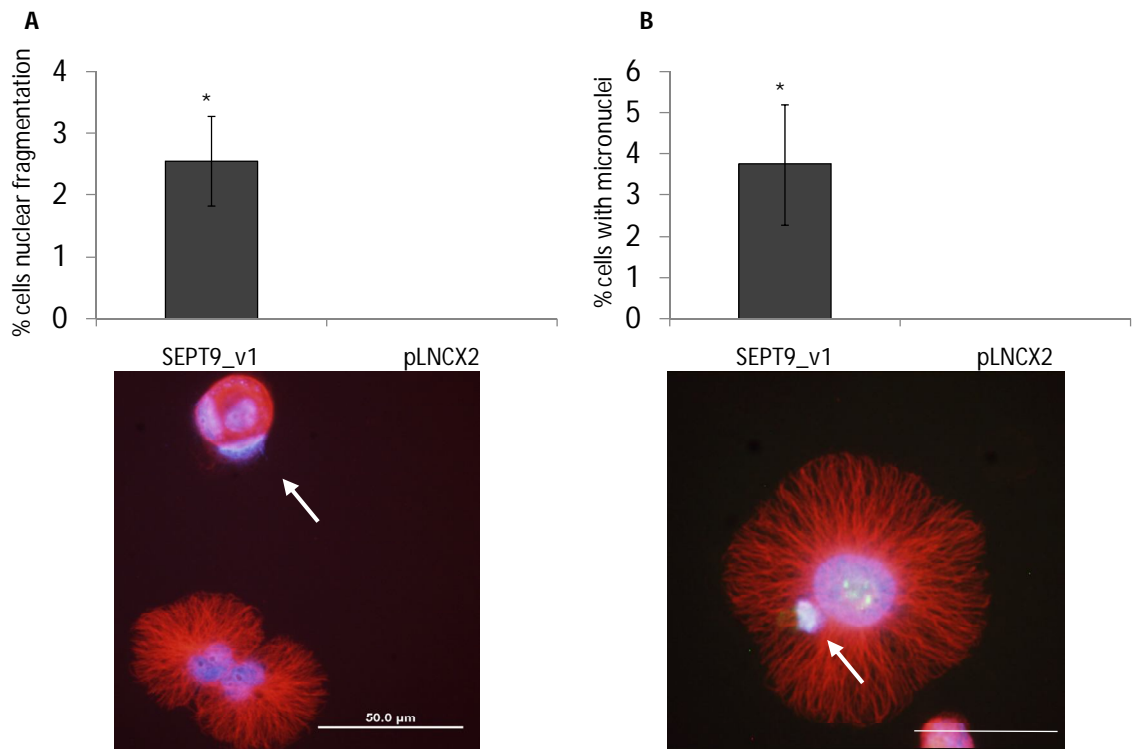 A
% cells nuclear fragmentation
4
3
2
1
0
*
SEPT9_v1
pLNCX2
50.0 µm
B
% cells with micronuclei
6
5
4
3
2
1
0
*
SEPT9_v1
pLNCX2